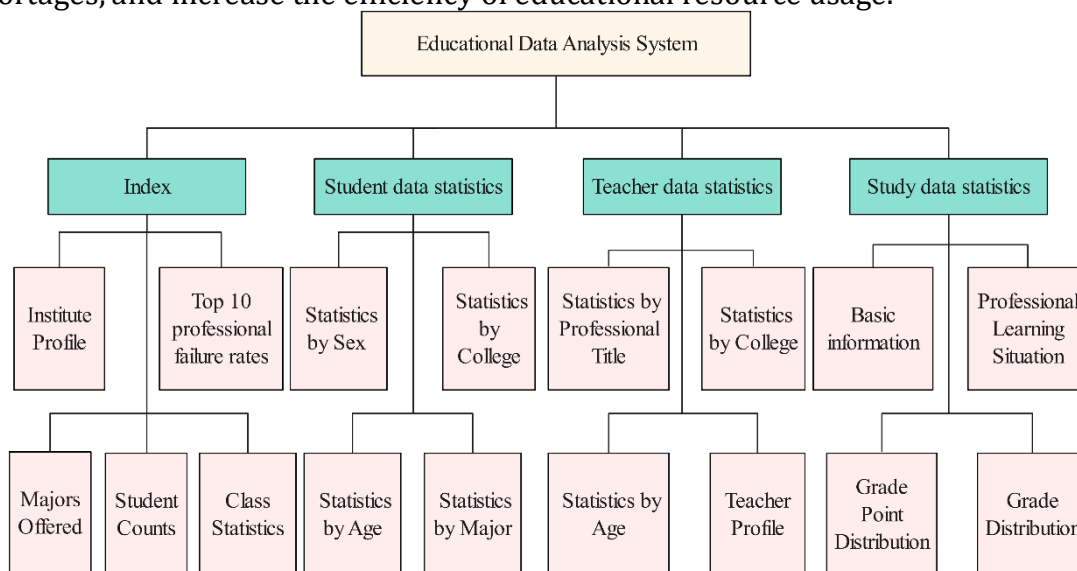 ortages, and increase the efficiency of educational resource usage.
Educational Data Analysis System
Index
Student data statistics
Teacher data statistics
Study data statistics
Institute
Profile
Top 10
professional
failure rates
Statistics
by Sex
Statistics
by
College
Statistics by
Professional
Title
Statistics
by College
Basic
information
Professional
Learning
Situation
Majors
Offered
Student
Counts
Class
Statistics
Statistics
by Age
Statistics
by Major
Statistics by
Age
Teacher
Profile
Grade
Point
Distribution
Grade
Distribution